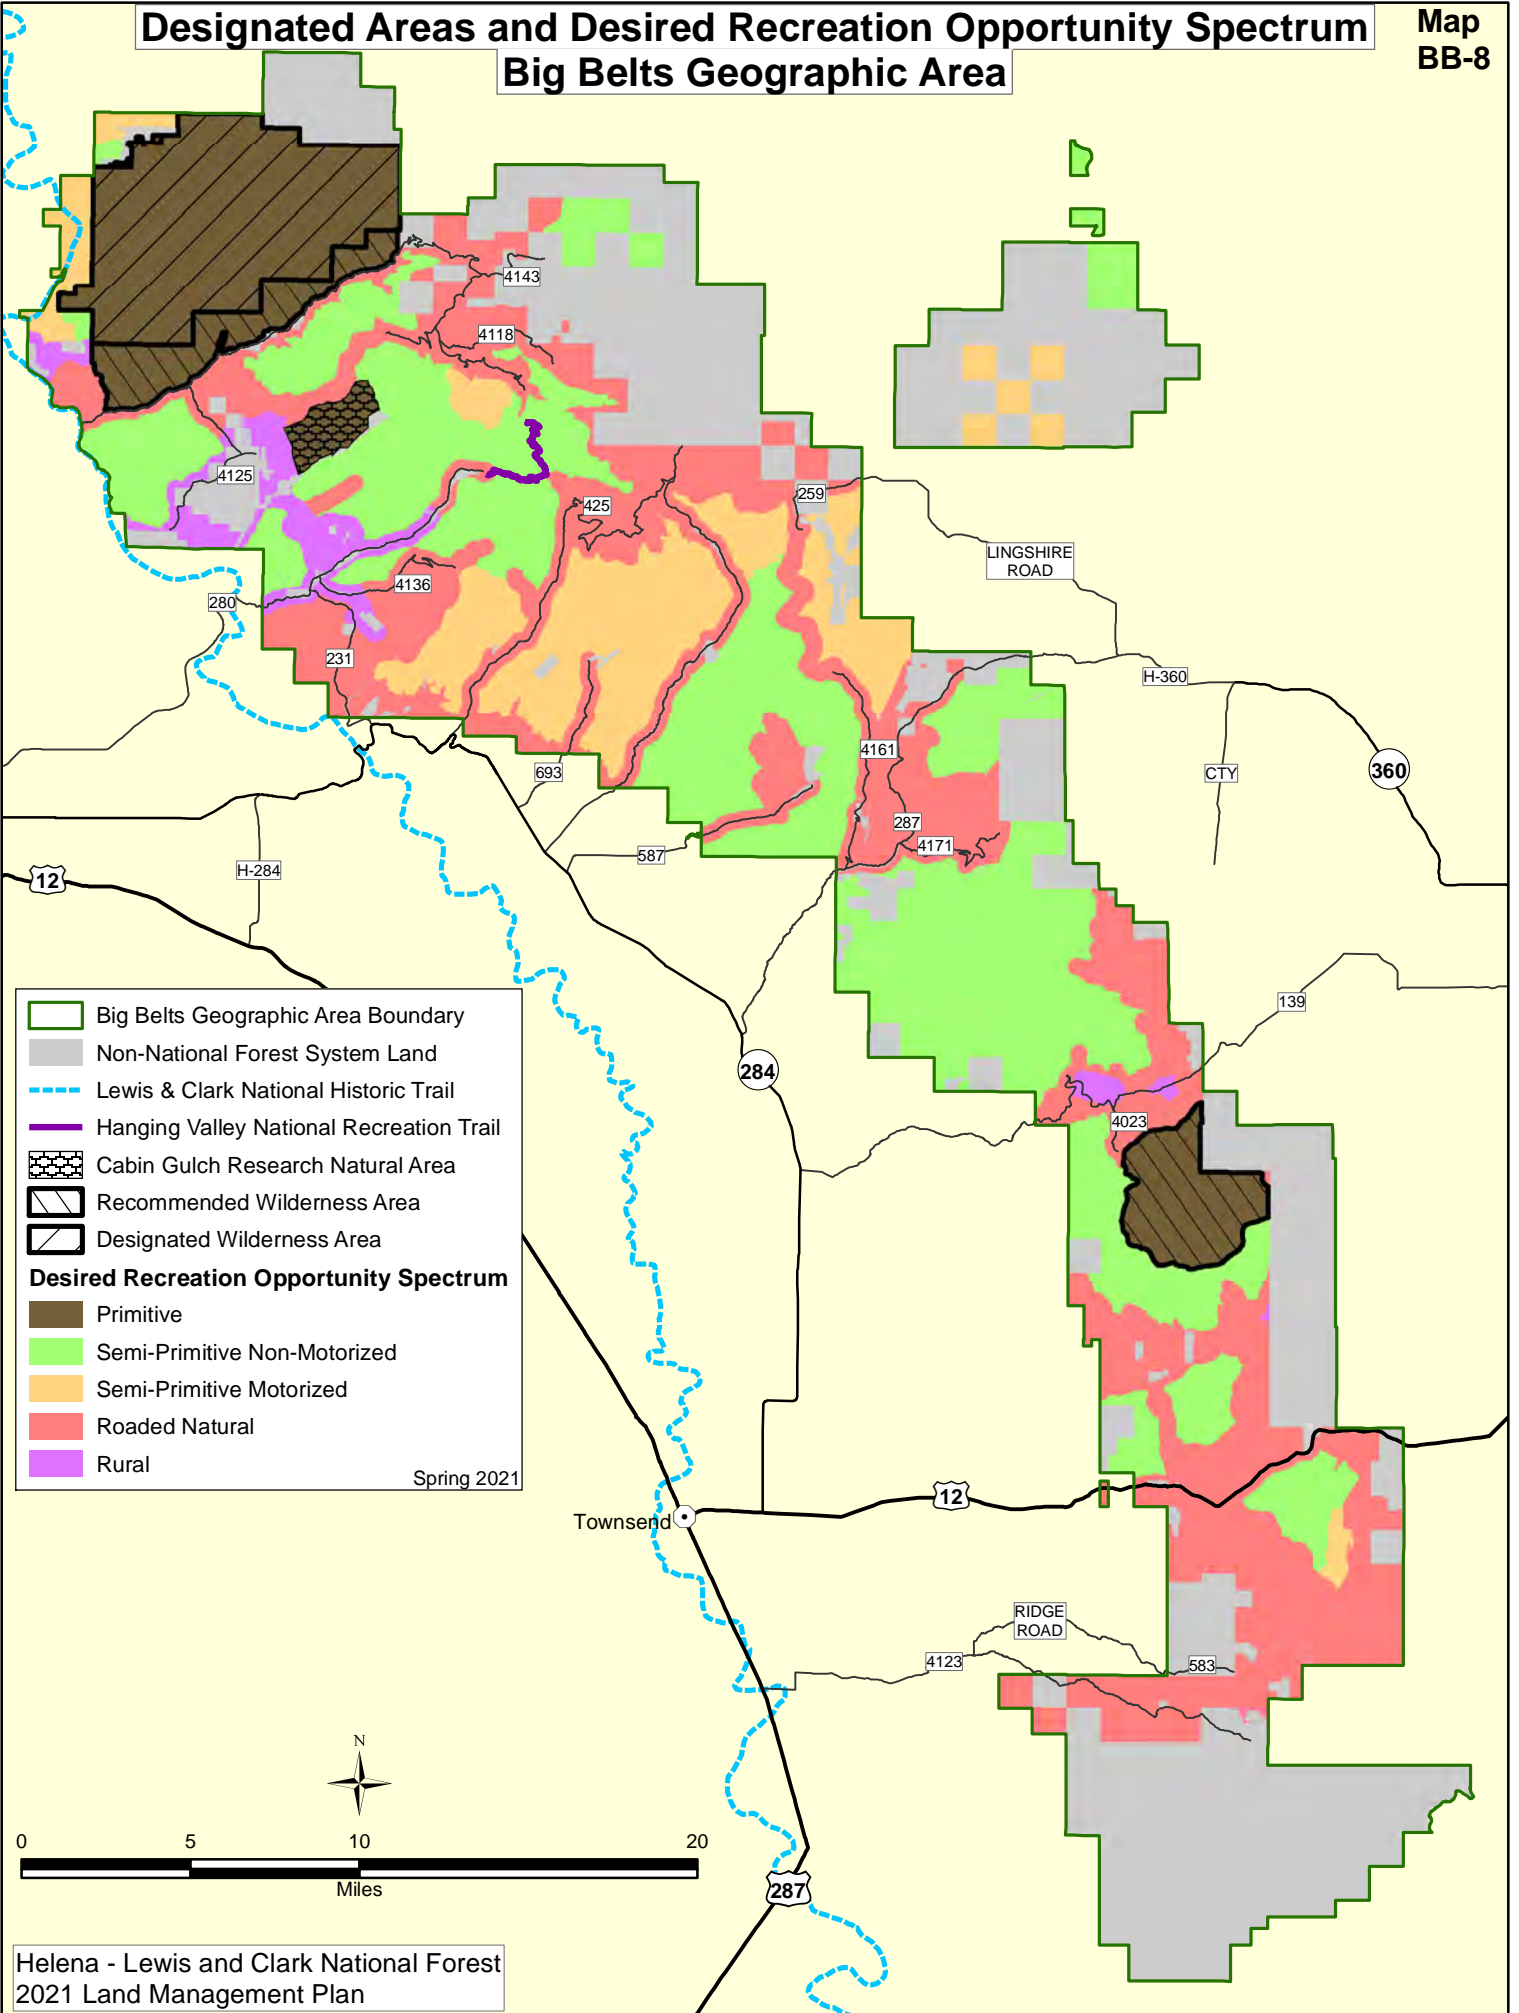 Designated Areas and Desired Recreation Opportunity Spectrum
Big Belts Geographic Area
Map
BB-8
4143
4118
4125
425
259
LINGSHIRE
ROAD
4136
280
231
H-360
4161
693
CTY
360
287
4171
587
H-284
12
139
284
4023
Big Belts Geographic Area Boundary
Non-National Forest System Land
Lewis & Clark National Historic Trail
Hanging Valley National Recreation Trail
Cabin Gulch Research Natural Area
Recommended Wilderness Area
Designated Wilderness Area
Desired Recreation Opportunity Spectrum
Primitive
Semi-Primitive Non-Motorized
Semi-Primitive Motorized
Roaded Natural
Rural
Spring 2021
12
Townsend
RIDGE
ROAD
4123
583
N
0 5 10 20
Miles
287
Helena - Lewis and Clark National Forest
2021 Land Management Plan